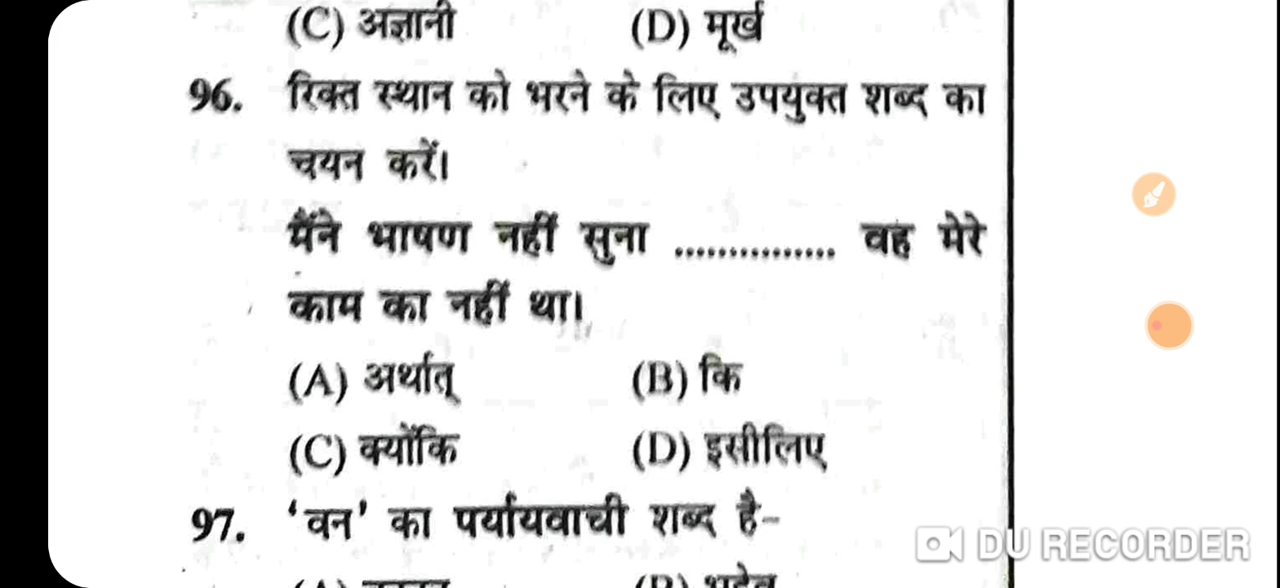 (C) अज्ञानी (D) मूर्ख
96. रिक्त स्थान को भरने के लिए उपयुक्त शब्द का
चयन करें।
मैंने भाषण नहीं सुना ............... वह मेरे
काम का नहीं था।
(A) अर्थात् (B) कि
(C) क्योंकि (D) इसीलिए
97. 'वन' का पर्यायवाची शब्द है-
(A) (B)
DU RECORDER